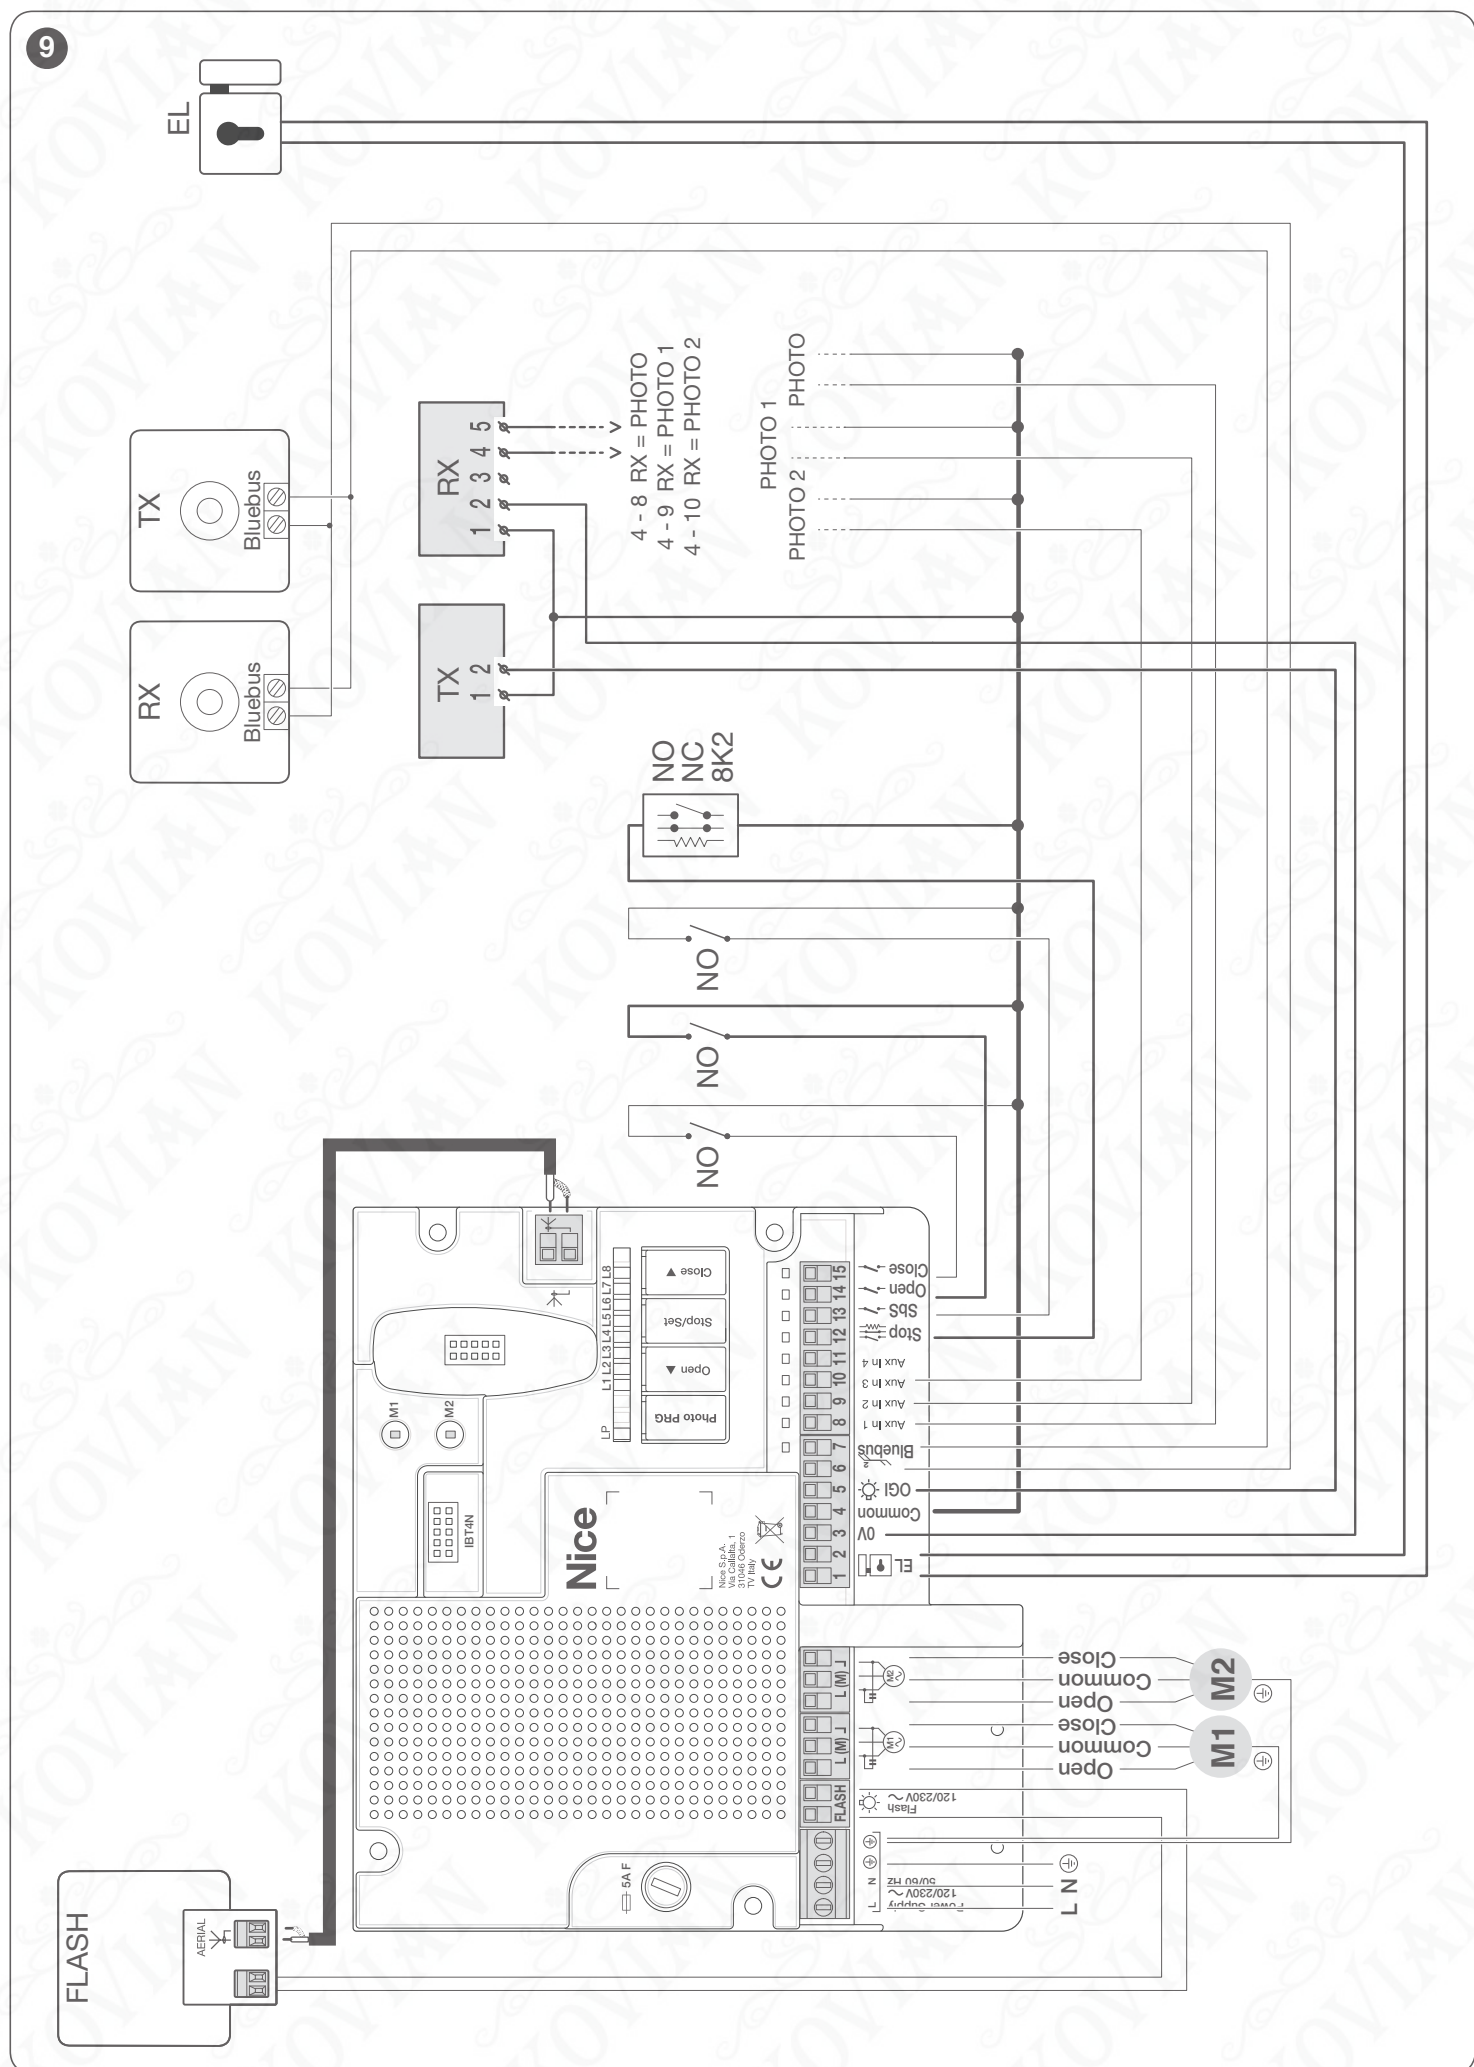 9
EL
TX
Bluebus
RX
Bluebus
RX
1 2 3 4 5
TX
1 2
4 - 8 RX = PHOTO
4 - 9 RX = PHOTO 1
4 - 10 RX = PHOTO 2
PHOTO
PHOTO 1
PHOTO 2
NO
NC
8K2
NO
NO
NO
M1
M2
IBT4N
LP
L1 L2 L3 L4 L5 L6 L7 L8
Photo PRG
Open ▲
Stop/Set
Close ▼
Nice
Nice S.p.A.
Via Callalta, 1
31046 Oderzo
TV Italy
CE
5A F
15 Close
14 Open
13 SbS
12 Stop
11 Aux In 4
10 Aux In 3
9 Aux In 2
8 Aux In 1
7 Bluebus
6
5 OGI
4 Common
3 0V
2
1 EL
L (M)
M2
Close
Common
Open
M2
L (M)
M1
Close
Common
Open
M1
FLASH
Flash
120/230V ~
L N
Power Supply
120/230V ~
50/60 Hz
L N
FLASH
AERIAL
KOVIAN